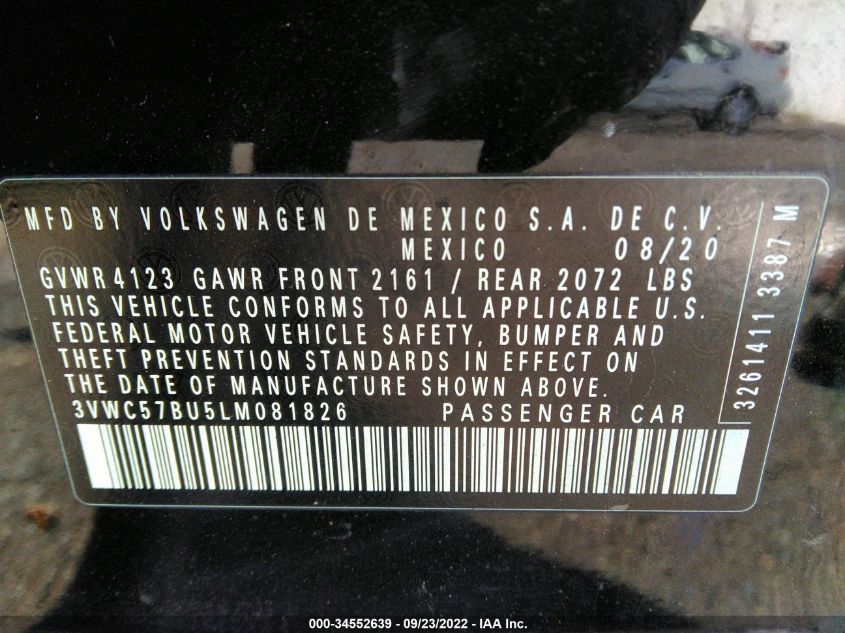 MFD BY VOLKSWAGEN DE MEXICO S.A. DE C.V.
MEXICO 08/20
GVWR 4123 GAWR FRONT 2161 / REAR 2072 LBS
THIS VEHICLE CONFORMS TO ALL APPLICABLE U.S.
FEDERAL MOTOR VEHICLE SAFETY, BUMPER AND
THEFT PREVENTION STANDARDS IN EFFECT ON
THE DATE OF MANUFACTURE SHOWN ABOVE.
3VWC57BU5LM081826 PASSENGER CAR
3261411 3387 M
000-34552639 - 09/23/2022 - IAA Inc.